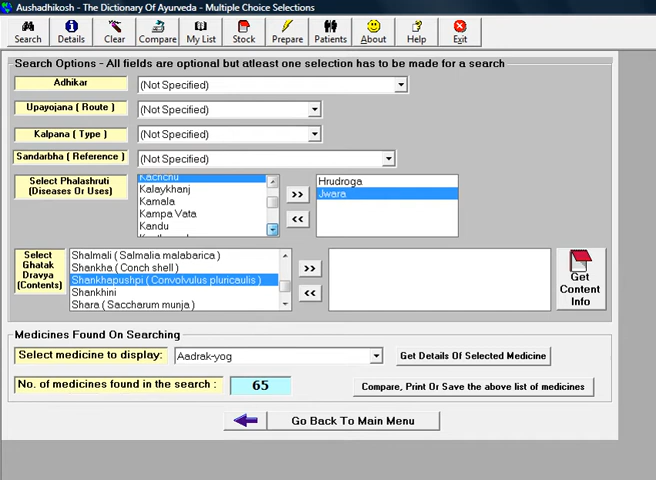 Aushadhikosh - The Dictionary Of Ayurveda - Multiple Choice Selections
Search Details Clear Compare My List Stock Prepare Patients About Help Exit
Search Options - All fields are optional but atleast one selection has to be made for a search
Adhikar (Not Specified)
Upayojana ( Route ) (Not Specified)
Kalpana ( Type ) (Not Specified)
Sandarbha ( Reference ) (Not Specified)
Select Phalashruti
(Diseases Or Uses)
Kachchu
Kalaykhanj
Kamala
Kampa Vata
Kandu
>>
<<
Hrudroga
Jwara
Select
Ghatak
Dravya
(Contents)
Shalmali ( Salmalia malabarica )
Shankha ( Conch shell )
Shankhapushpi ( Convolvulus pluricaulis )
Shankhini
Shara ( Saccharum munja )
>>
<<
Get
Content
Info
Medicines Found On Searching
Select medicine to display: Aadrak-yog Get Details Of Selected Medicine
No. of medicines found in the search : 65 Compare, Print Or Save the above list of medicines
Go Back To Main Menu